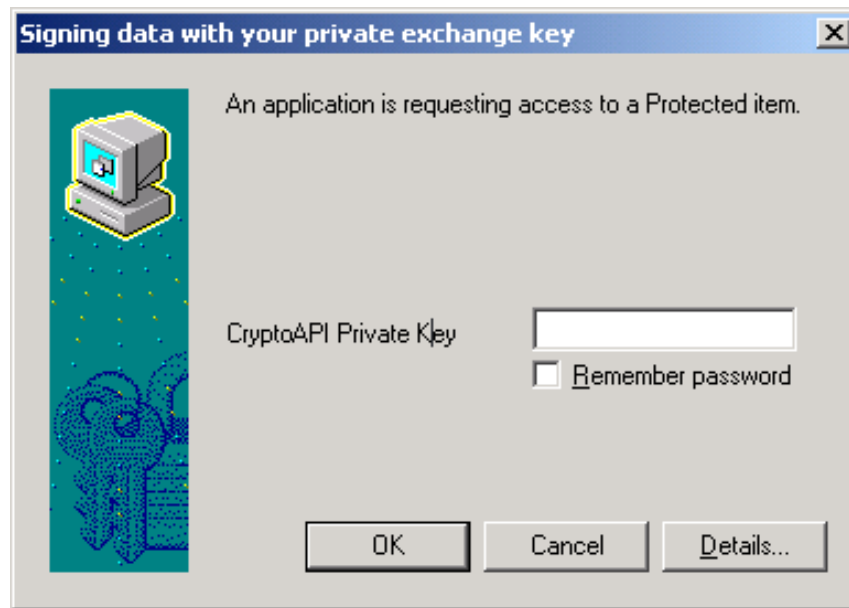 Signing data with your private exchange key
An application is requesting access to a Protected item.
CryptoAPI Private Key
Remember password
OK
Cancel
Details...